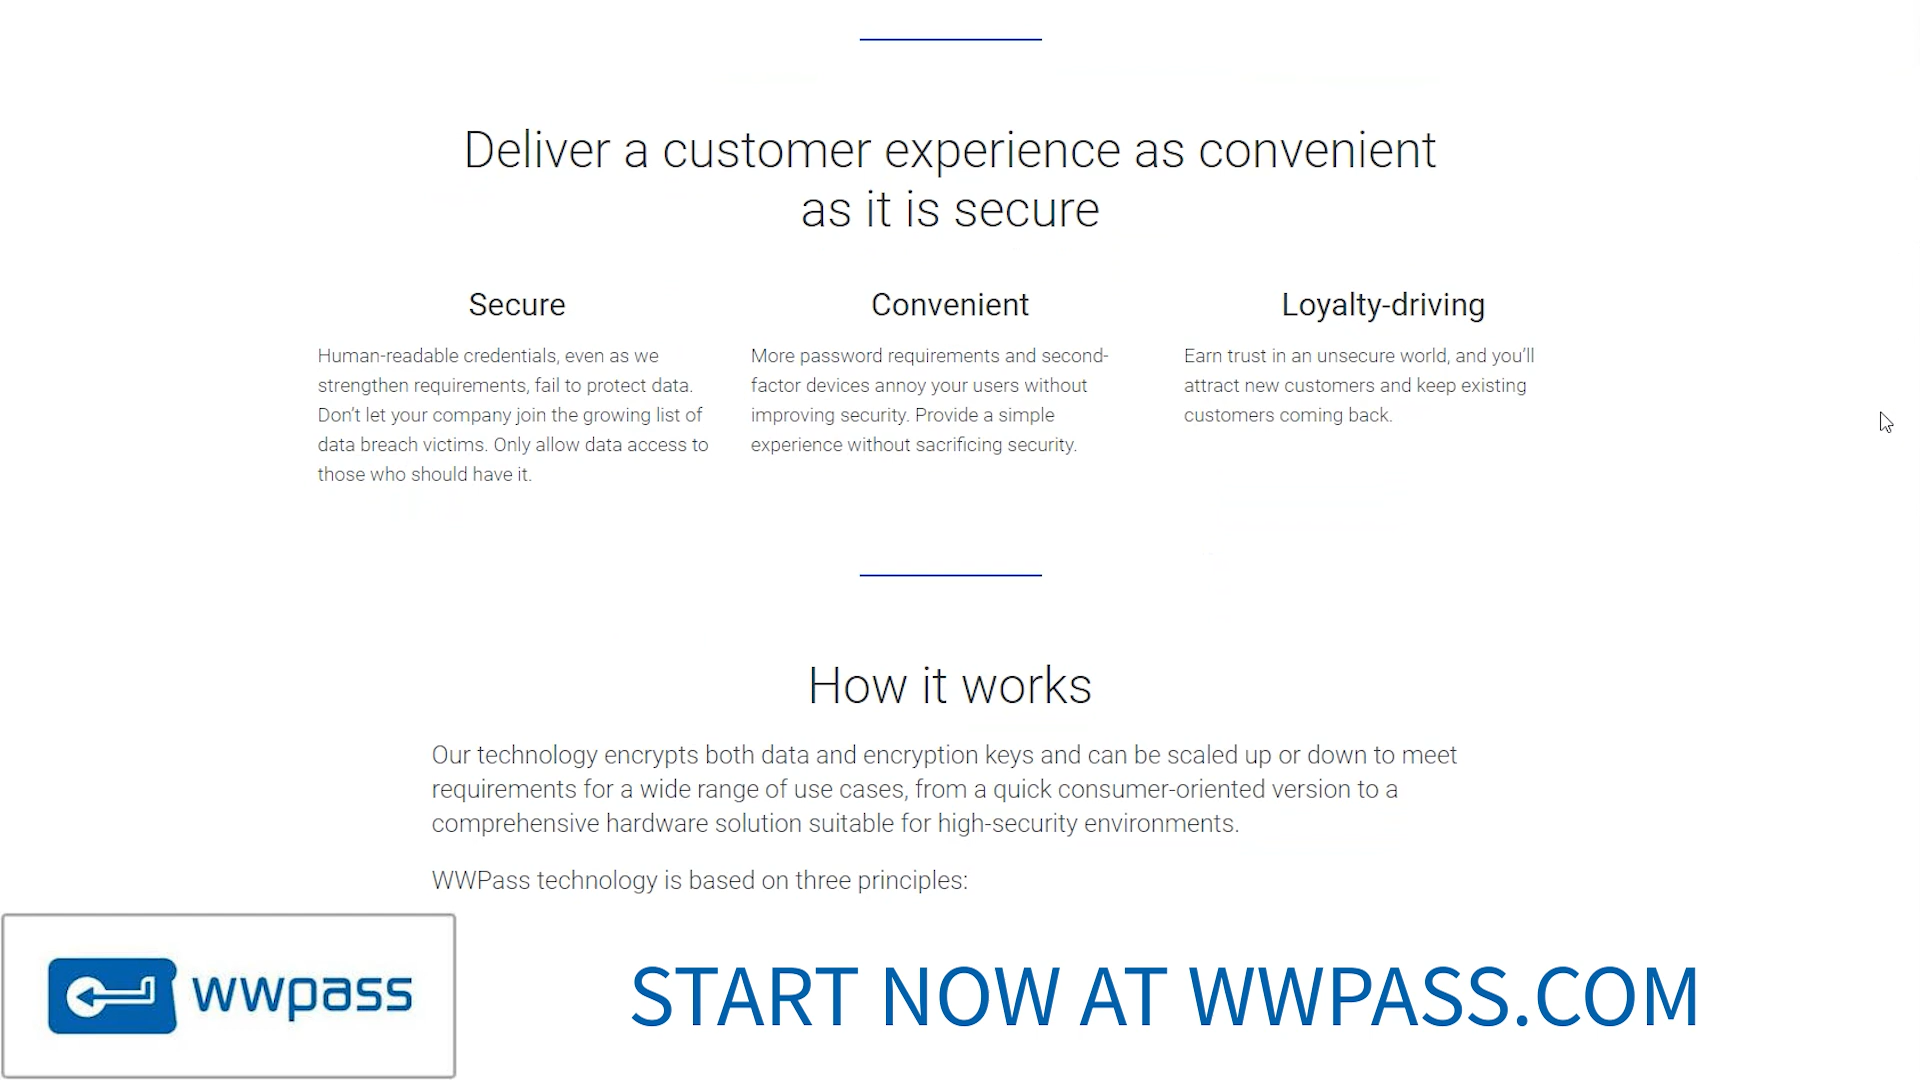 Deliver a customer experience as convenient
as it is secure
Secure
Human-readable credentials, even as we
strengthen requirements, fail to protect data.
Don't let your company join the growing list of
data breach victims. Only allow data access to
those who should have it.
Convenient
More password requirements and second-
factor devices annoy your users without
improving security. Provide a simple
experience without sacrificing security.
Loyalty-driving
Earn trust in an unsecure world, and you'll
attract new customers and keep existing
customers coming back.
How it works
Our technology encrypts both data and encryption keys and can be scaled up or down to meet
requirements for a wide range of use cases, from a quick consumer-oriented version to a
comprehensive hardware solution suitable for high-security environments.
WWPass technology is based on three principles:
wwpass
START NOW AT WWPASS.COM